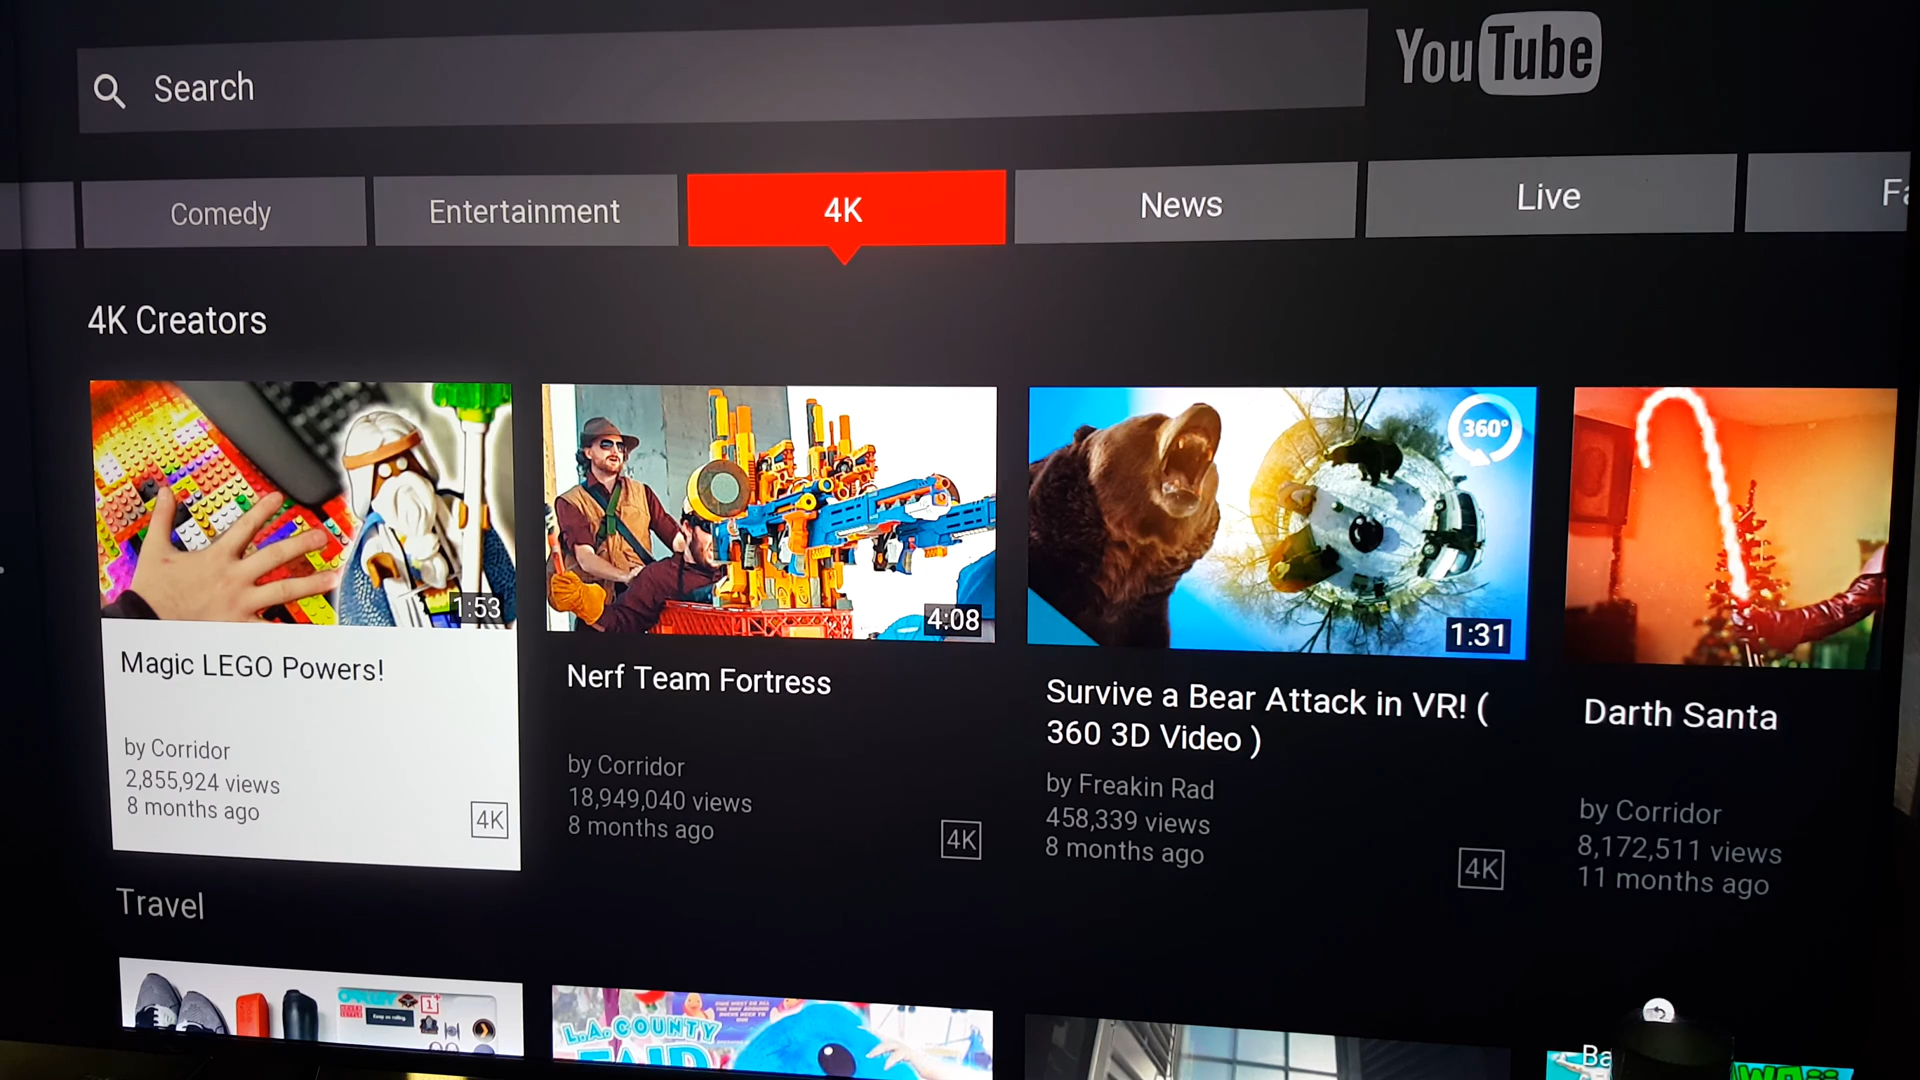 Search
YouTube
Comedy
Entertainment
4K
News
Live
4K Creators
360°
1:53
4:08
1:31
Magic LEGO Powers!
by Corridor
2,855,924 views
8 months ago
4K
Nerf Team Fortress
by Corridor
18,949,040 views
8 months ago
4K
Survive a Bear Attack in VR! (
360 3D Video )
by Freakin Rad
458,339 views
8 months ago
4K
Darth Santa
by Corridor
8,172,511 views
11 months ago
Travel
L.A. COUNTY
FAIR
Ba